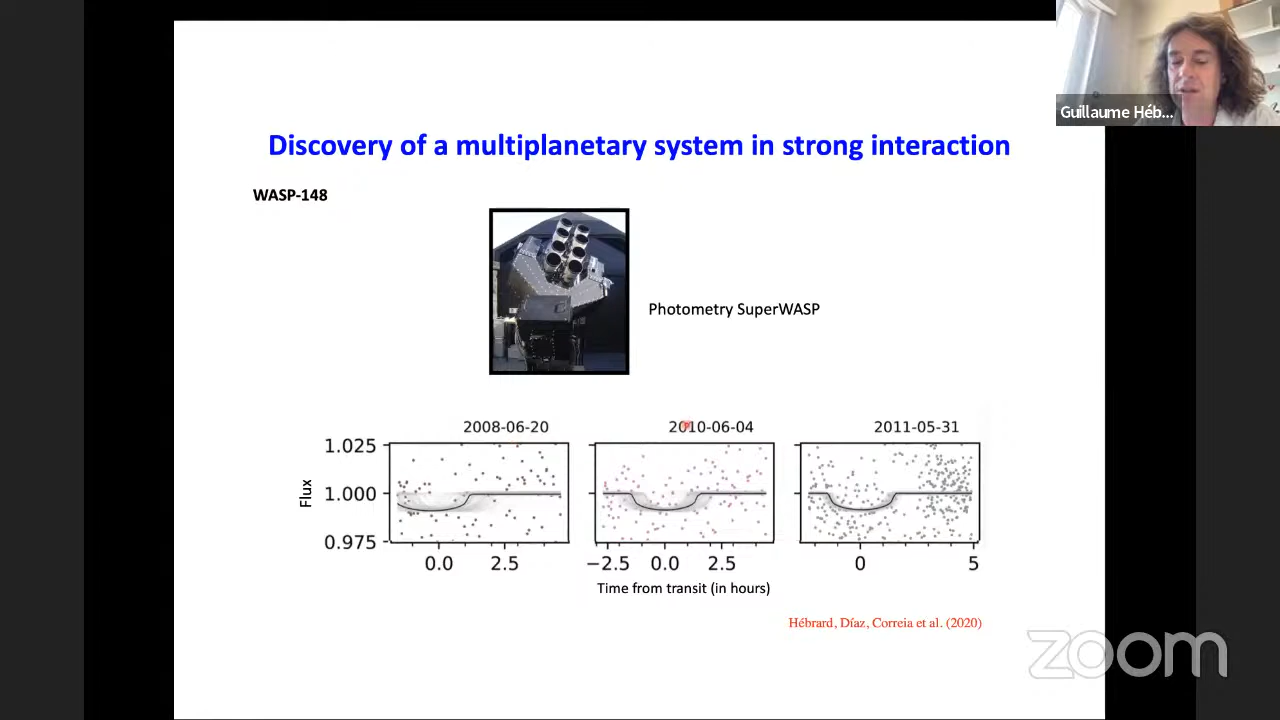 Guillaume Héb...
Discovery of a multiplanetary system in strong interaction
WASP-148
Photometry SuperWASP
2008-06-20
2010-06-04
2011-05-31
1.025
1.000
0.975
Flux
0.0 2.5
−2.5 0.0 2.5
0 5
Time from transit (in hours)
Hébrard, Díaz, Correia et al. (2020)
zoom